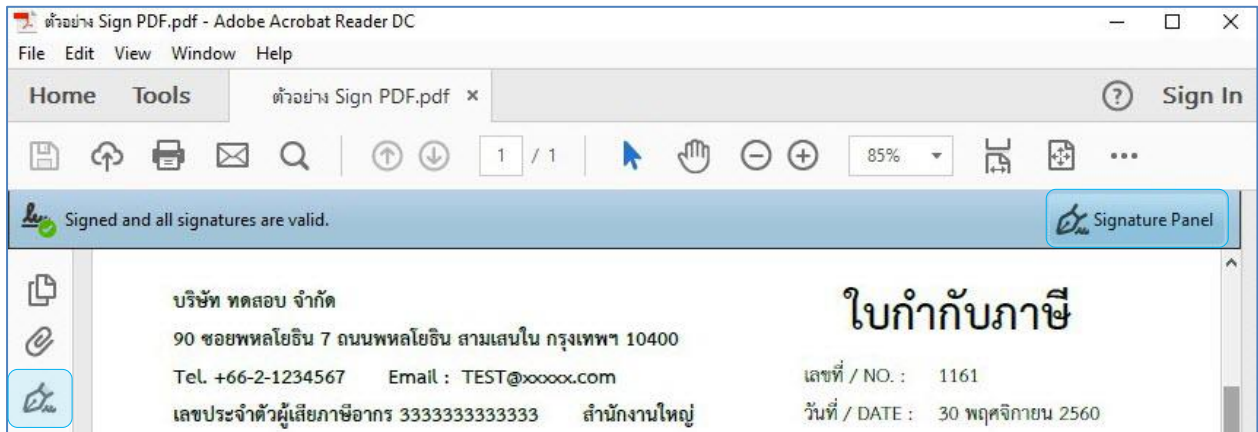 ตัวอย่าง Sign PDF.pdf - Adobe Acrobat Reader DC
File Edit View Window Help
Home Tools ตัวอย่าง Sign PDF.pdf × Sign In
1 / 1 85%
Signed and all signatures are valid. Signature Panel
บริษัท ทดสอบ จำกัด ใบกำกับภาษี
90 ซอยพหลโยธิน 7 ถนนพหลโยธิน สามเสนใน กรุงเทพฯ 10400
Tel. +66-2-1234567 Email : TEST@xxxxx.com เลขที่ / NO. : 1161
เลขประจำตัวผู้เสียภาษีอากร 3333333333333 สำนักงานใหญ่ วันที่ / DATE : 30 พฤศจิกายน 2560